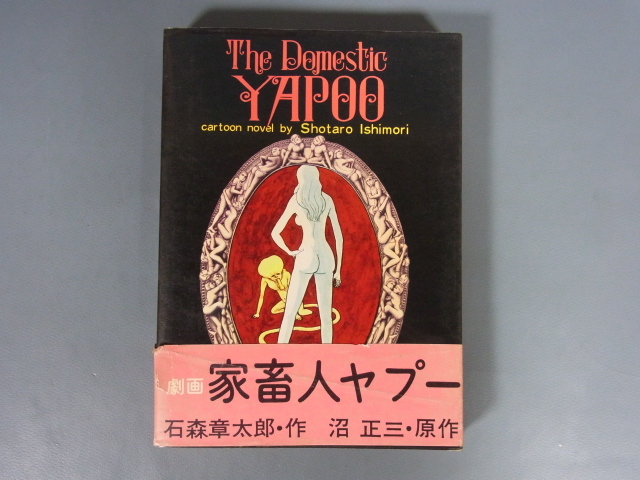 The Domestic
YAPOO
cartoon novel by Shotaro Ishimori
劇画 家畜人ヤプー
石森章太郎・作 沼 正三・原作